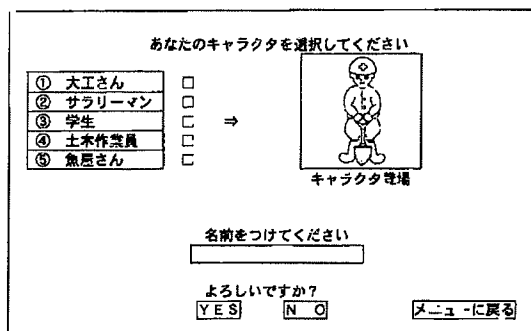 あなたのキャラクタを選択してください
① 大工さん □
② サラリーマン □
③ 学生 □ ⇒
④ 土木作業員 □
⑤ 魚屋さん □
キャラクタ登場
名前をつけてください
よろしいですか?
YES NO メニューに戻る